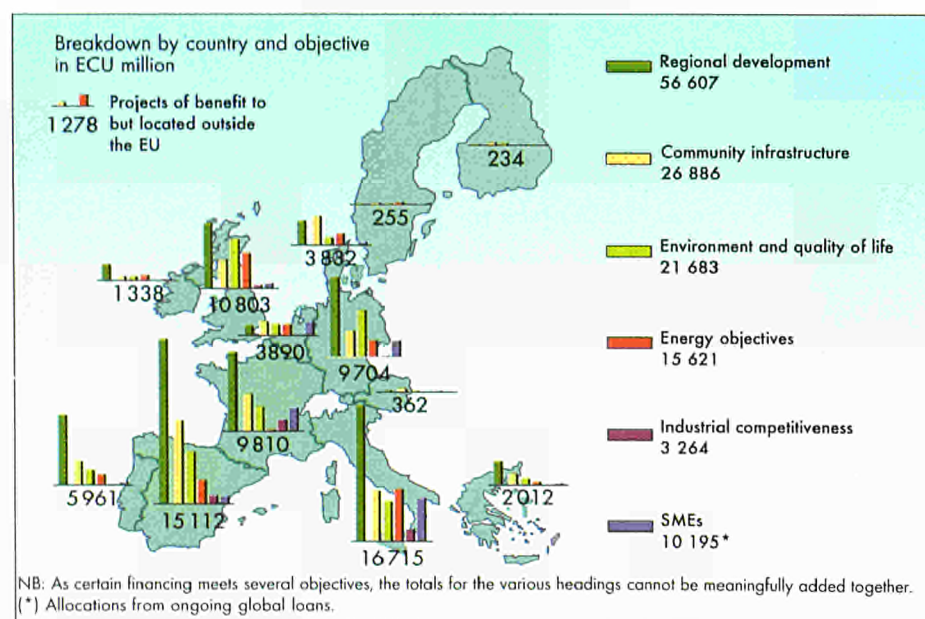 Breakdown by country and objective
in ECU million
Projects of benefit to
but located outside
the EU
1 278
Regional development
56 607
Community infrastructure
26 886
Environment and quality of life
21 683
Energy objectives
15 621
Industrial competitiveness
3 264
SMEs
10 195*
234
255
3 832
1 338
10 803
3890
9704
362
9 810
5 961
15 112
16 715
2 012
NB: As certain financing meets several objectives, the totals for the various headings cannot be meaningfully added together.
(*) Allocations from ongoing global loans.